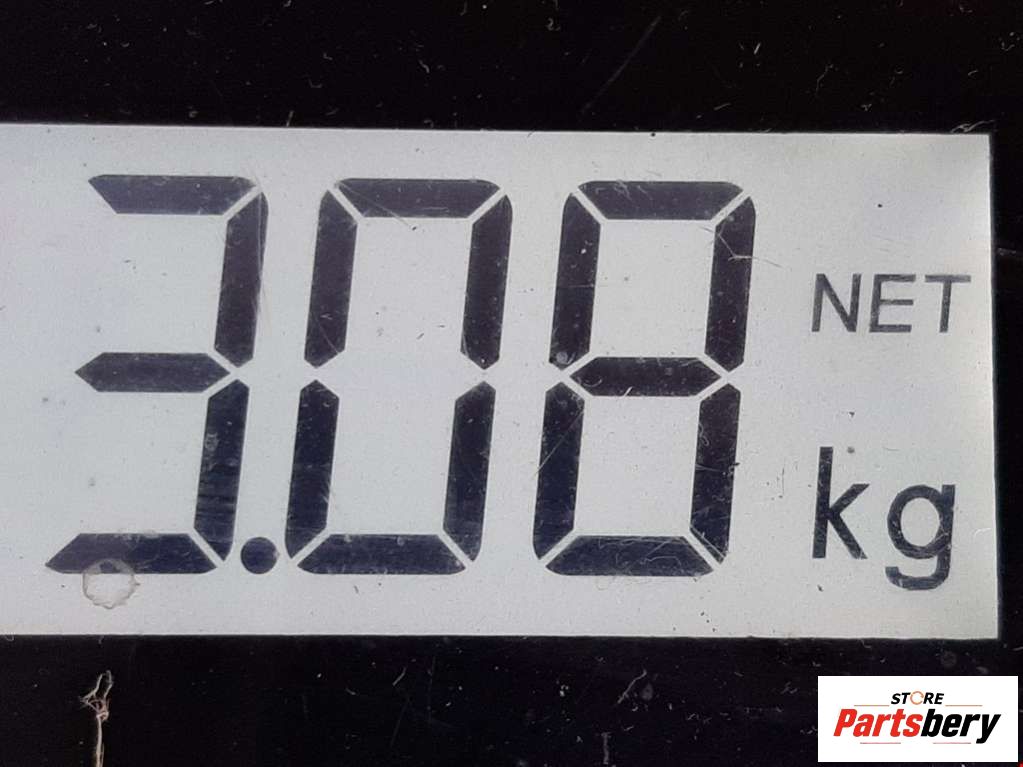 3.08 NET
kg
STORE
Partsbery